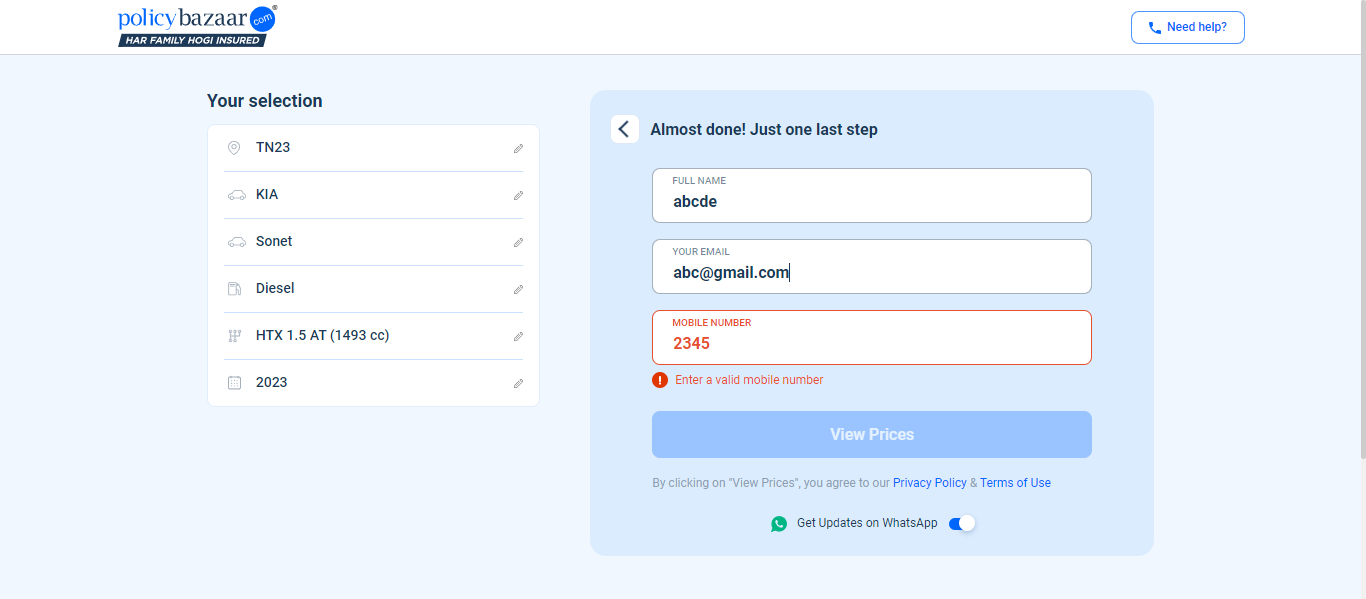 policybazaar.com®
HAR FAMILY HOGI INSURED
Need help?
Your selection
TN23
KIA
Sonet
Diesel
HTX 1.5 AT (1493 cc)
2023
Almost done! Just one last step
FULL NAME
abcde
YOUR EMAIL
abc@gmail.com
MOBILE NUMBER
2345
! Enter a valid mobile number
View Prices
By clicking on "View Prices", you agree to our Privacy Policy & Terms of Use
Get Updates on WhatsApp